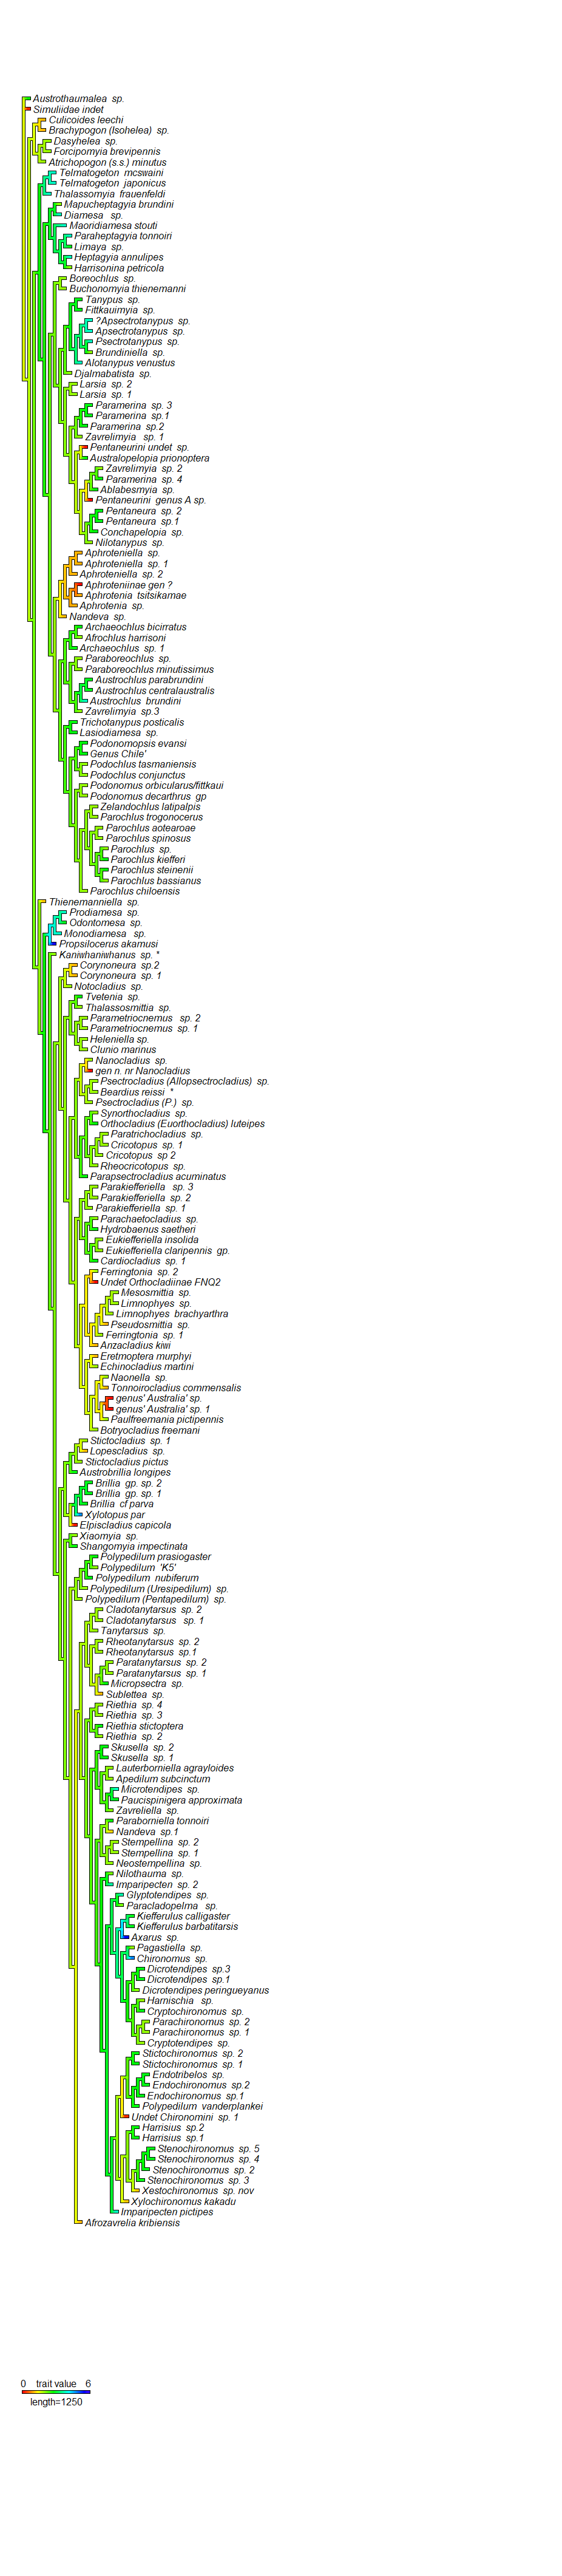 Austrothaumalea sp.
Simuliidae indet
Culicoides leechi
Brachypogon (Isohelea) sp.
Dasyhelea sp.
Forcipomyia brevipennis
Atrichopogon (s.s.) minutus
Telmatogeton mcswaini
Telmatogeton japonicus
Thalassomyia frauenfeldi
Mapucheptagyia brundini
Diamesa sp.
Maoridiamesa stouti
Paraheptagyia tonnoiri
Limaya sp.
Heptagyia annulipes
Harrisonina petricola
Boreochlus sp.
Buchonomyia thienemanni
Tanypus sp.
Fittkauimyia sp.
?Apsectrotanypus sp.
Apsectrotanypus sp.
Psectrotanypus sp.
Brundiniella sp.
Alotanypus venustus
Djalmabatista sp.
Larsia sp. 2
Larsia sp. 1
Paramerina sp. 3
Paramerina sp.1
Paramerina sp.2
Zavrelimyia sp. 1
Pentaneurini undet sp.
Australopelopia prionoptera
Zavrelimyia sp. 2
Paramerina sp. 4
Ablabesmyia sp.
Pentaneurini genus A sp.
Pentaneura sp. 2
Pentaneura sp.1
Conchapelopia sp.
Nilotanypus sp.
Aphroteniella sp.
Aphroteniella sp. 1
Aphroteniella sp. 2
Aphroteniinae gen ?
Aphrotenia tsitsikamae
Aphrotenia sp.
Nandeva sp.
Archaeochlus bicirratus
Afrochlus harrisoni
Archaeochlus sp. 1
Paraboreochlus sp.
Paraboreochlus minutissimus
Austrochlus parabrundini
Austrochlus centralaustralis
Austrochlus brundini
Zavrelimyia sp.3
Trichotanypus posticalis
Lasiodiamesa sp.
Podonomopsis evansi
Genus Chile'
Podochlus tasmaniensis
Podochlus conjunctus
Podonomus orbicularus/fittkaui
Podonomus decarthrus gp
Zelandochlus latipalpis
Parochlus trogonocerus
Parochlus aotearoae
Parochlus spinosus
Parochlus sp.
Parochlus kiefferi
Parochlus steinenii
Parochlus bassianus
Parochlus chiloensis
Thienemanniella sp.
Prodiamesa sp.
Odontomesa sp.
Monodiamesa sp.
Propsilocerus akamusi
Kaniwhaniwhanus sp. *
Corynoneura sp.2
Corynoneura sp. 1
Notocladius sp.
Tvetenia sp.
Thalassosmittia sp.
Parametriocnemus sp. 2
Parametriocnemus sp. 1
Heleniella sp.
Clunio marinus
Nanocladius sp.
gen n. nr Nanocladius
Psectrocladius (Allopsectrocladius) sp.
Beardius reissi *
Psectrocladius (P.) sp.
Synorthocladius sp.
Orthocladius (Euorthocladius) luteipes
Paratrichocladius sp.
Cricotopus sp. 1
Cricotopus sp 2
Rheocricotopus sp.
Parapsectrocladius acuminatus
Parakiefferiella sp. 3
Parakiefferiella sp. 2
Parakiefferiella sp. 1
Parachaetocladius sp.
Hydrobaenus saetheri
Eukiefferiella insolida
Eukiefferiella claripennis gp.
Cardiocladius sp. 1
Ferringtonia sp. 2
Undet Orthocladiinae FNQ2
Mesosmittia sp.
Limnophyes sp.
Limnophyes brachyarthra
Pseudosmittia sp.
Ferringtonia sp. 1
Anzacladius kiwi
Eretmoptera murphyi
Echinocladius martini
Naonella sp.
Tonnoirocladius commensalis
genus' Australia' sp.
genus' Australia' sp. 1
Paulfreemania pictipennis
Botryocladius freemani
Stictocladius sp. 1
Lopescladius sp.
Stictocladius pictus
Austrobrillia longipes
Brillia gp. sp. 2
Brillia gp. sp. 1
Brillia cf parva
Xylotopus par
Elpiscladius capicola
Xiaomyia sp.
Shangomyia impectinata
Polypedilum prasiogaster
Polypedilum 'K5'
Polypedilum nubiferum
Polypedilum (Uresipedilum) sp.
Polypedilum (Pentapedilum) sp.
Cladotanytarsus sp. 2
Cladotanytarsus sp. 1
Tanytarsus sp.
Rheotanytarsus sp. 2
Rheotanytarsus sp.1
Paratanytarsus sp. 2
Paratanytarsus sp. 1
Micropsectra sp.
Sublettea sp.
Riethia sp. 4
Riethia sp. 3
Riethia stictoptera
Riethia sp. 2
Skusella sp. 2
Skusella sp. 1
Lauterborniella agrayloides
Apedilum subcinctum
Microtendipes sp.
Paucispinigera approximata
Zavreliella sp.
Paraborniella tonnoiri
Nandeva sp.1
Stempellina sp. 2
Stempellina sp. 1
Neostempellina sp.
Nilothauma sp.
Imparipecten sp. 2
Glyptotendipes sp.
Paracladopelma sp.
Kiefferulus calligaster
Kiefferulus barbatitarsis
Axarus sp.
Pagastiella sp.
Chironomus sp.
Dicrotendipes sp.3
Dicrotendipes sp.1
Dicrotendipes peringueyanus
Harnischia sp.
Cryptochironomus sp.
Parachironomus sp. 2
Parachironomus sp. 1
Cryptotendipes sp.
Stictochironomus sp. 2
Stictochironomus sp. 1
Endotribelos sp.
Endochironomus sp.2
Endochironomus sp.1
Polypedilum vanderplankei
Undet Chironomini sp. 1
Harrisius sp.2
Harrisius sp.1
Stenochironomus sp. 5
Stenochironomus sp. 4
Stenochironomus sp. 2
Stenochironomus sp. 3
Xestochironomus sp. nov
Xylochironomus kakadu
Imparipecten pictipes
Afrozavrelia kribiensis
0 trait value 6
length=1250